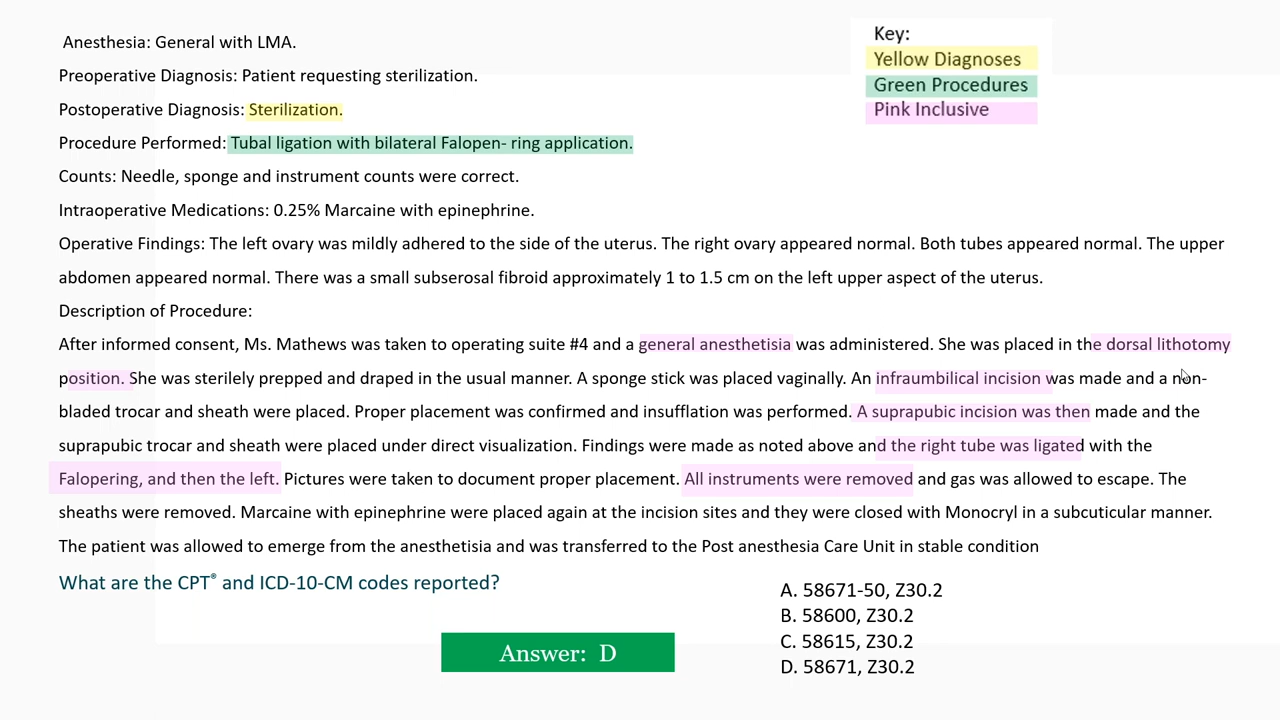 Anesthesia: General with LMA.
Key:
Yellow Diagnoses
Green Procedures
Pink Inclusive
Preoperative Diagnosis: Patient requesting sterilization.
Postoperative Diagnosis: Sterilization.
Procedure Performed: Tubal ligation with bilateral Falopen- ring application.
Counts: Needle, sponge and instrument counts were correct.
Intraoperative Medications: 0.25% Marcaine with epinephrine.
Operative Findings: The left ovary was mildly adhered to the side of the uterus. The right ovary appeared normal. Both tubes appeared normal. The upper
abdomen appeared normal. There was a small subserosal fibroid approximately 1 to 1.5 cm on the left upper aspect of the uterus.
Description of Procedure:
After informed consent, Ms. Mathews was taken to operating suite #4 and a general anesthetisia was administered. She was placed in the dorsal lithotomy
position. She was sterilely prepped and draped in the usual manner. A sponge stick was placed vaginally. An infraumbilical incision was made and a non-
bladed trocar and sheath were placed. Proper placement was confirmed and insufflation was performed. A suprapubic incision was then made and the
suprapubic trocar and sheath were placed under direct visualization. Findings were made as noted above and the right tube was ligated with the
Falopering, and then the left. Pictures were taken to document proper placement. All instruments were removed and gas was allowed to escape. The
sheaths were removed. Marcaine with epinephrine were placed again at the incision sites and they were closed with Monocryl in a subcuticular manner.
The patient was allowed to emerge from the anesthetisia and was transferred to the Post anesthesia Care Unit in stable condition
What are the CPT® and ICD-10-CM codes reported?
A. 58671-50, Z30.2
B. 58600, Z30.2
C. 58615, Z30.2
D. 58671, Z30.2
Answer: D